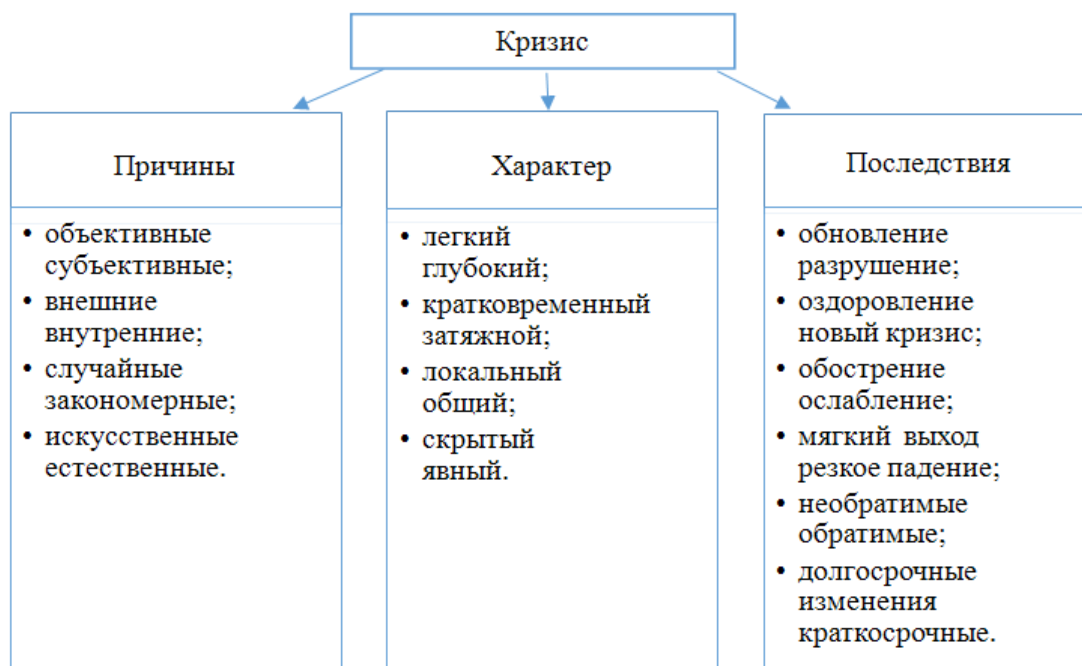 Кризис
Причины
• объективные
субъективные;
• внешние
внутренние;
• случайные
закономерные;
• искусственные
естественные.
Характер
• легкий
глубокий;
• кратковременный
затяжной;
• локальный
общий;
• скрытый
явный.
Последствия
• обновление
разрушение;
• оздоровление
новый кризис;
• обострение
ослабление;
• мягкий выход
резкое падение;
• необратимые
обратимые;
• долгосрочные
изменения
краткосрочные.